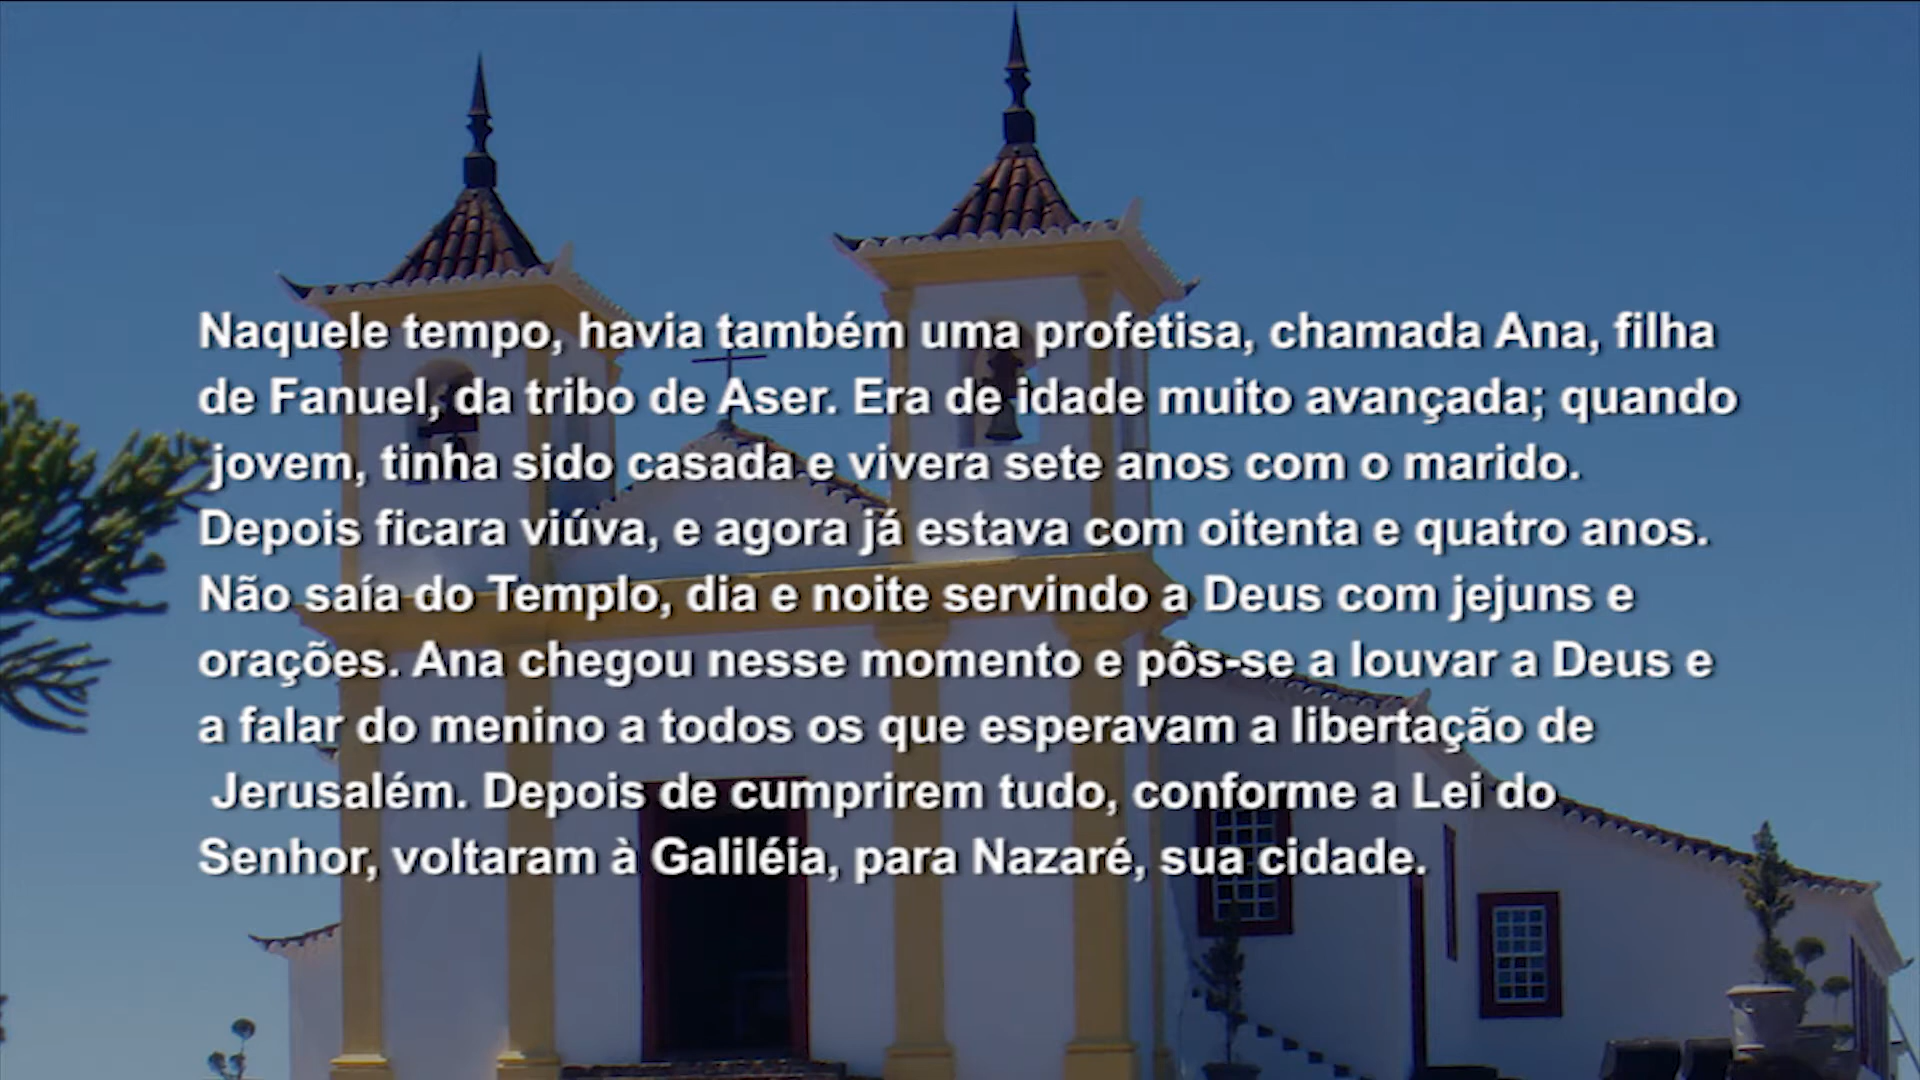 Naquele tempo, havia também uma profetisa, chamada Ana, filha
de Fanuel, da tribo de Aser. Era de idade muito avançada; quando
jovem, tinha sido casada e vivera sete anos com o marido.
Depois ficara viúva, e agora já estava com oitenta e quatro anos.
Não saía do Templo, dia e noite servindo a Deus com jejuns e
orações. Ana chegou nesse momento e pôs-se a louvar a Deus e
a falar do menino a todos os que esperavam a libertação de
Jerusalém. Depois de cumprirem tudo, conforme a Lei do
Senhor, voltaram à Galiléia, para Nazaré, sua cidade.